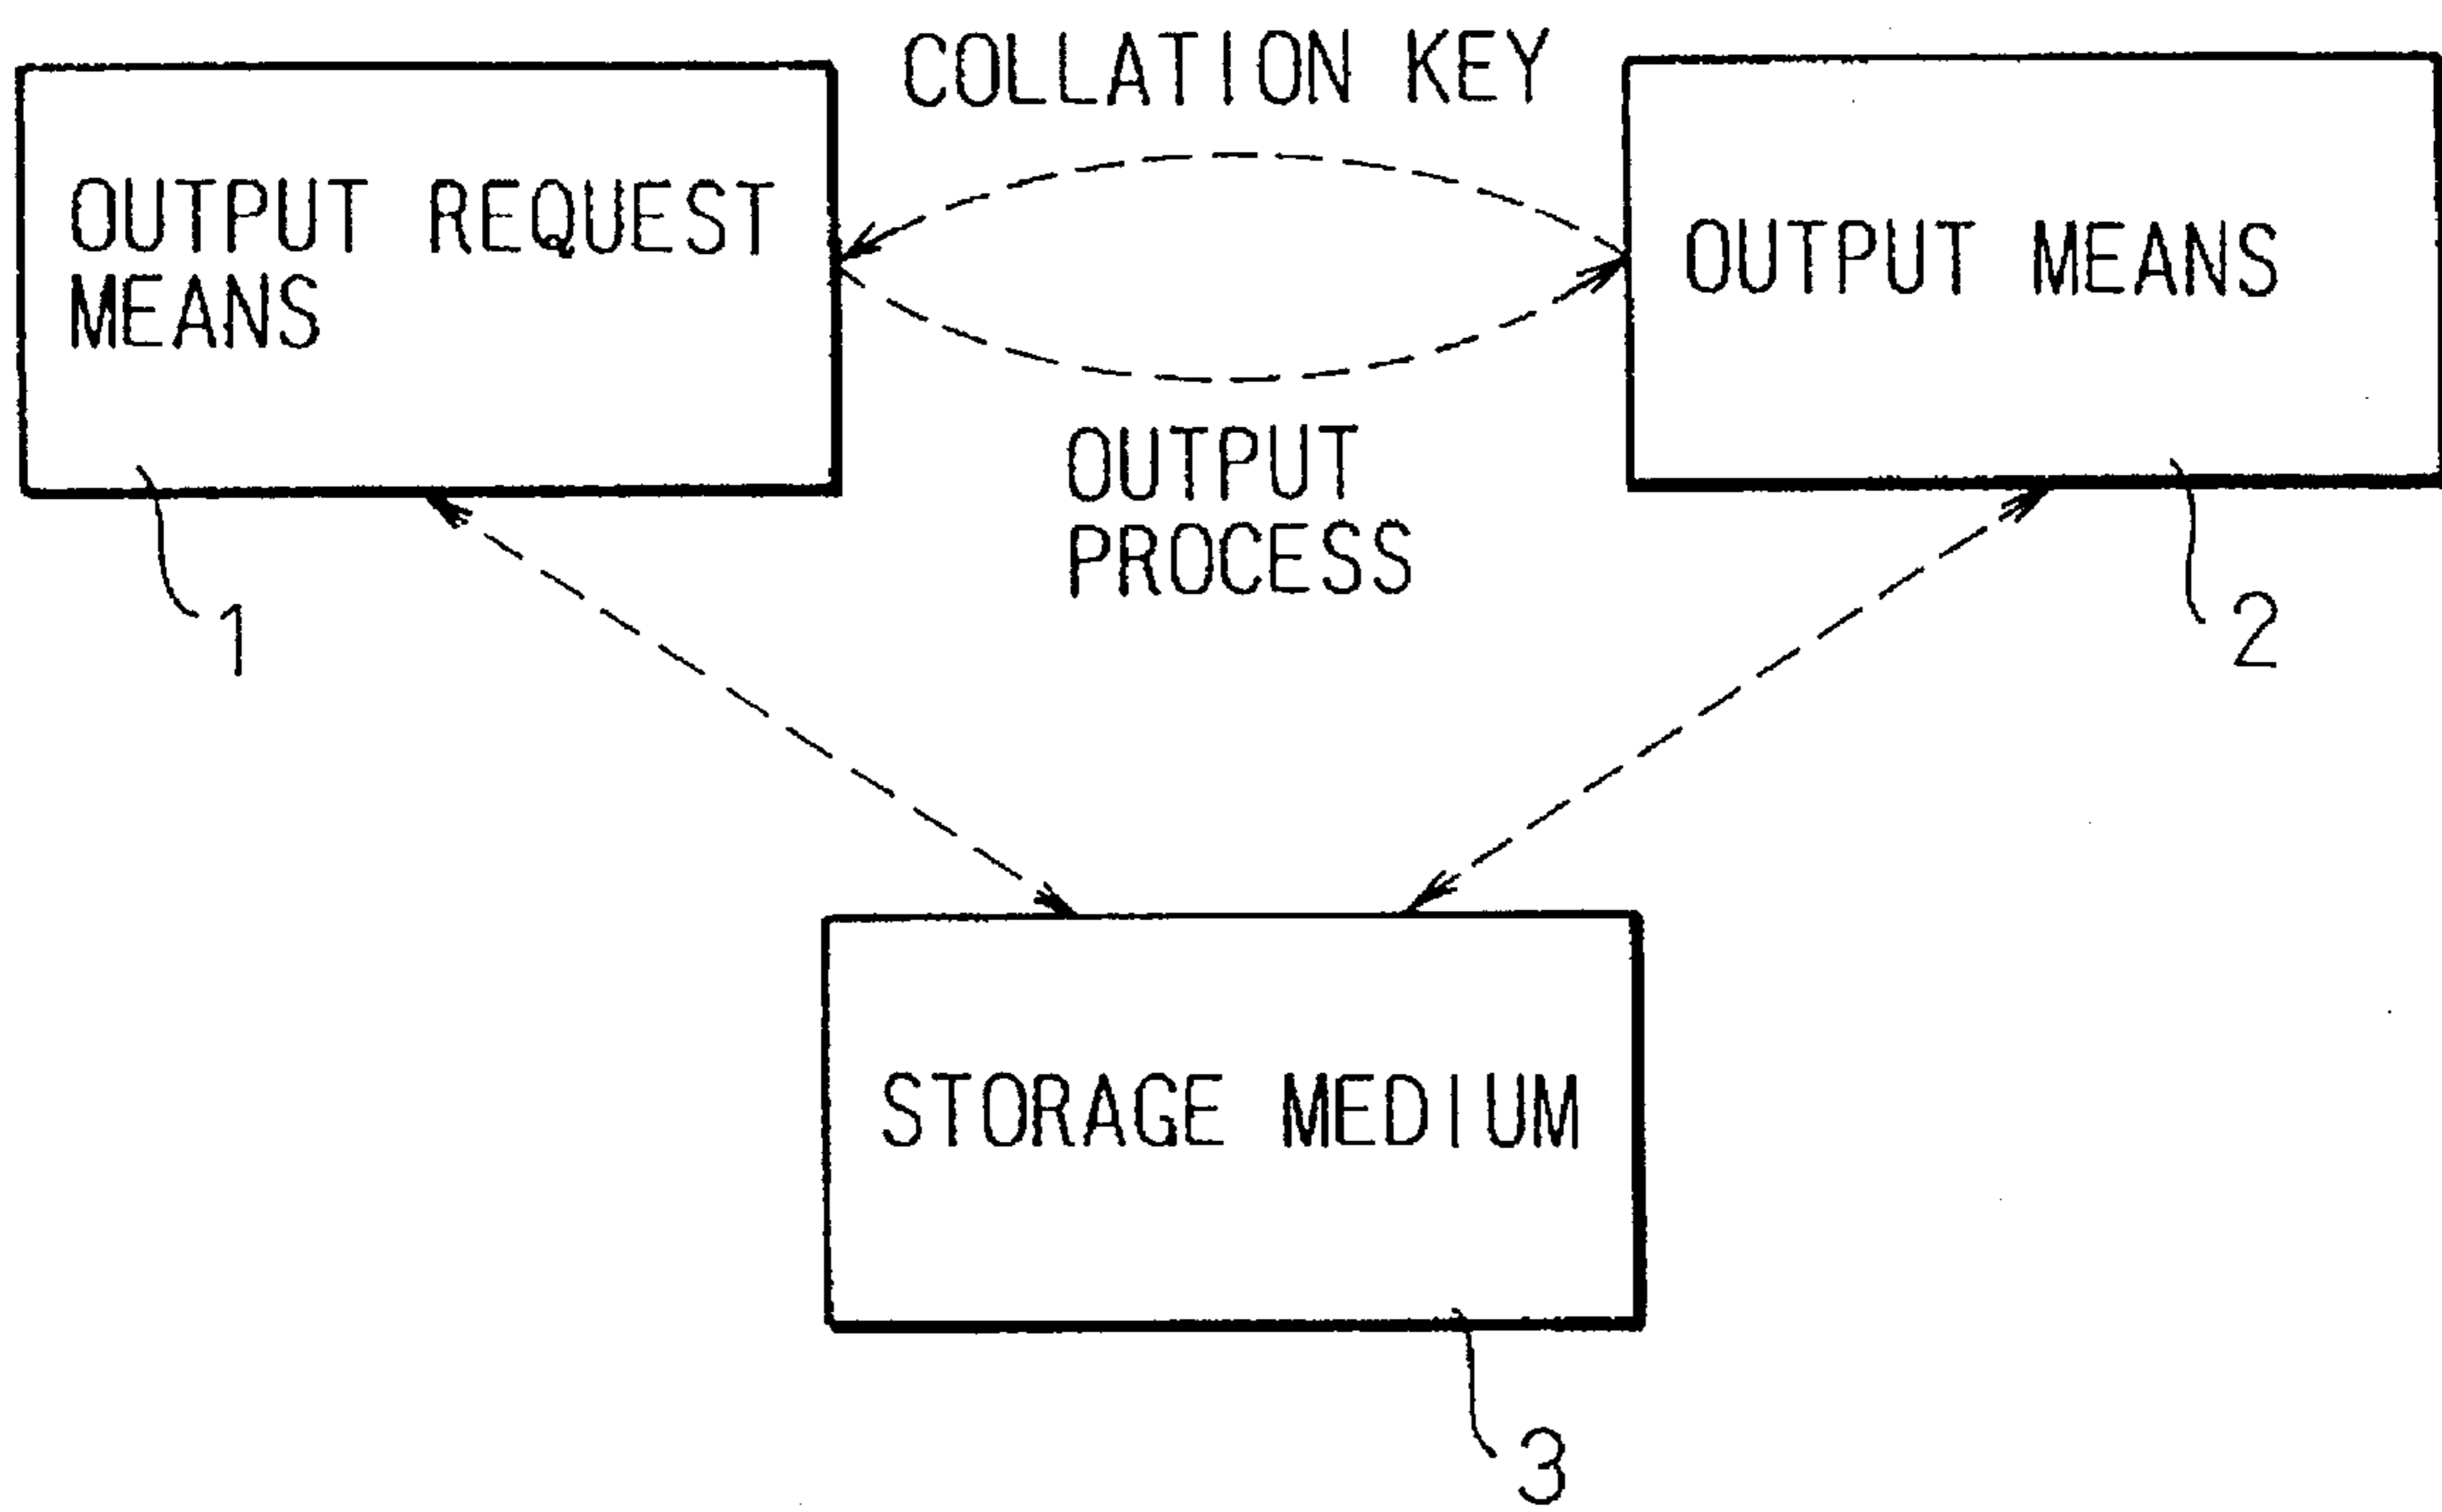 COLLATION KEY
OUTPUT REQUEST
MEANS
OUTPUT MEANS
OUTPUT
PROCESS
1
2
STORAGE MEDIUM
3